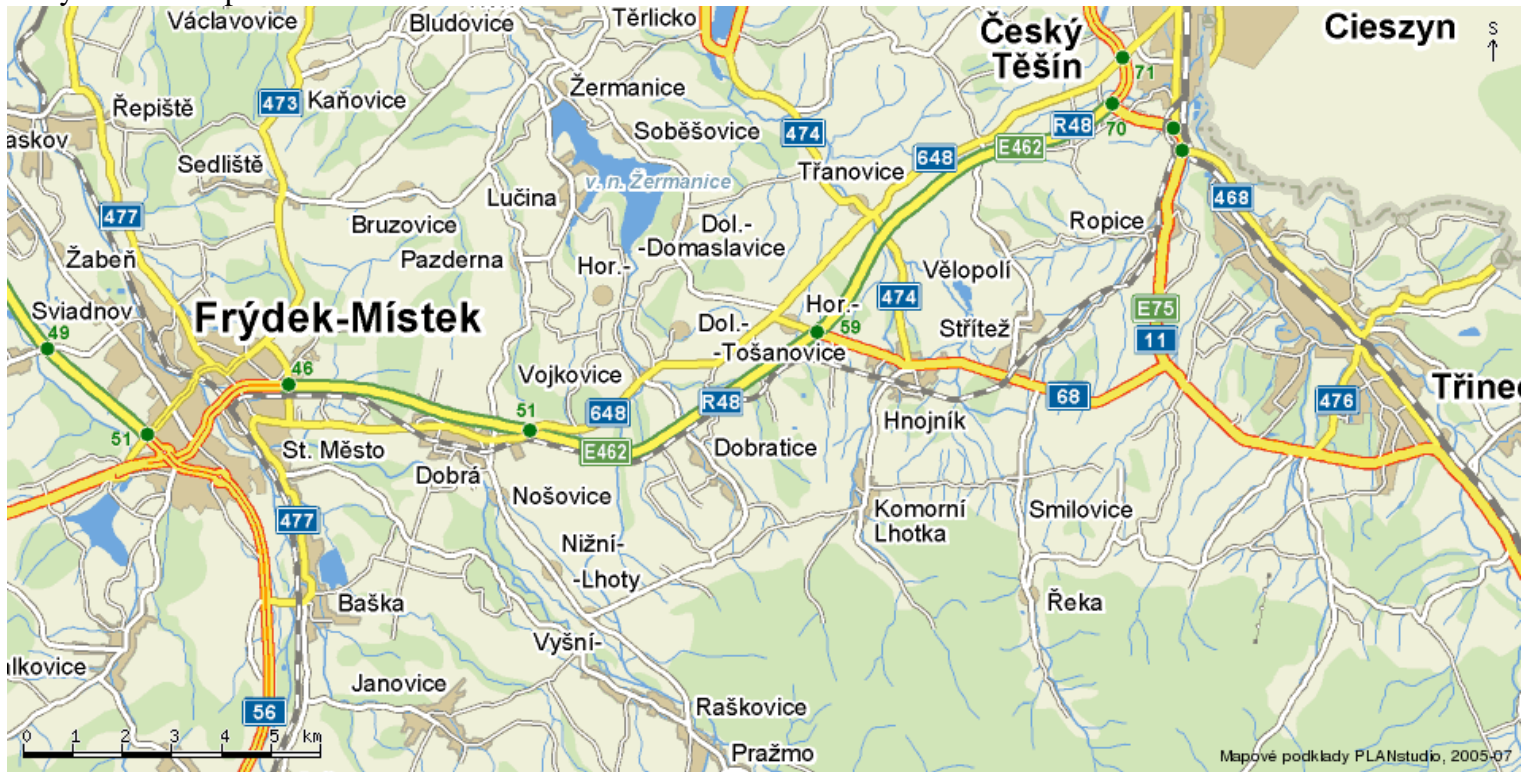 Václavovice
Bludovice
Těrlicko
Český
Těšín
Cieszyn
S
71
Řepiště
473
Kaňovice
Žermanice
Soběšovice
474
R48
70
E462
648
askov
Sedliště
v. n. Žermanice
Třanovice
Lučina
477
Bruzovice
Dol.-
-Domaslavice
Ropice
468
Žabeň
Pazderna
Hor.-
Vělopolí
Sviadnov
49
Frýdek-Místek
Hor.-
59
474
Střítež
E75
11
Dol.-
-Tošanovice
46
Vojkovice
R48
68
476
Třinec
51
51
648
Hnojník
E462
St. Město
Dobrá
Dobratice
Nošovice
477
Komorní
Lhotka
Smilovice
Nižní-
-Lhoty
Baška
Řeka
Vyšní-
alkovice
Janovice
56
Raškovice
Pražmo
0 1 2 3 4 5 km
Mapové podklady PLANstudio, 2005-07